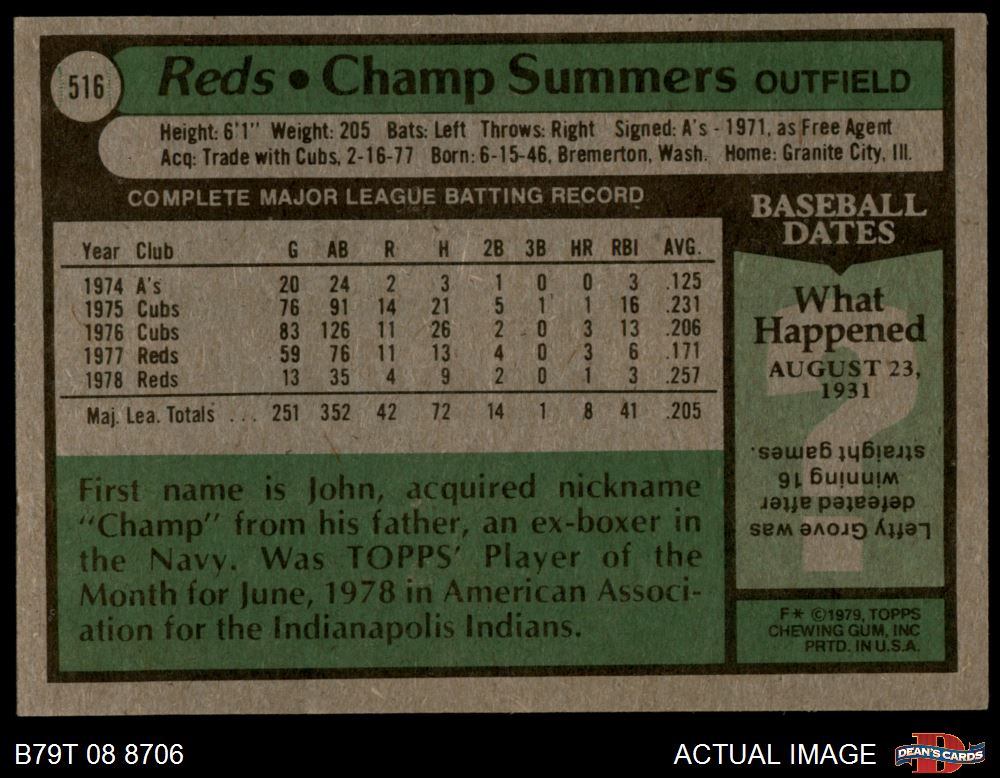 516
Reds • Champ Summers OUTFIELD
Height: 6'1" Weight: 205 Bats: Left Throws: Right Signed: A's - 1971, as Free Agent
Acq: Trade with Cubs, 2-16-77 Born: 6-15-46, Bremerton, Wash. Home: Granite City, Ill.
COMPLETE MAJOR LEAGUE BATTING RECORD
Year Club G AB R H 2B 3B HR RBI AVG.
1974 A's 20 24 2 3 1 0 0 3 .125
1975 Cubs 76 91 14 21 5 1 1 16 .231
1976 Cubs 83 126 11 26 2 0 3 13 .206
1977 Reds 59 76 11 13 4 0 3 6 .171
1978 Reds 13 35 4 9 2 0 1 3 .257
Maj. Lea. Totals ... 251 352 42 72 14 1 8 41 .205
First name is John, acquired nickname
"Champ" from his father, an ex-boxer in
the Navy. Was TOPPS' Player of the
Month for June, 1978 in American Associ-
ation for the Indianapolis Indians.
BASEBALL
DATES
What
Happened
AUGUST 23,
1931
?
Lefty Grove was
defeated after
winning 16
straight games.
F* ©1979, TOPPS
CHEWING GUM, INC
PRTD. IN U.S.A.
B79T 08 8706
ACTUAL IMAGE
DEAN'S CARDS